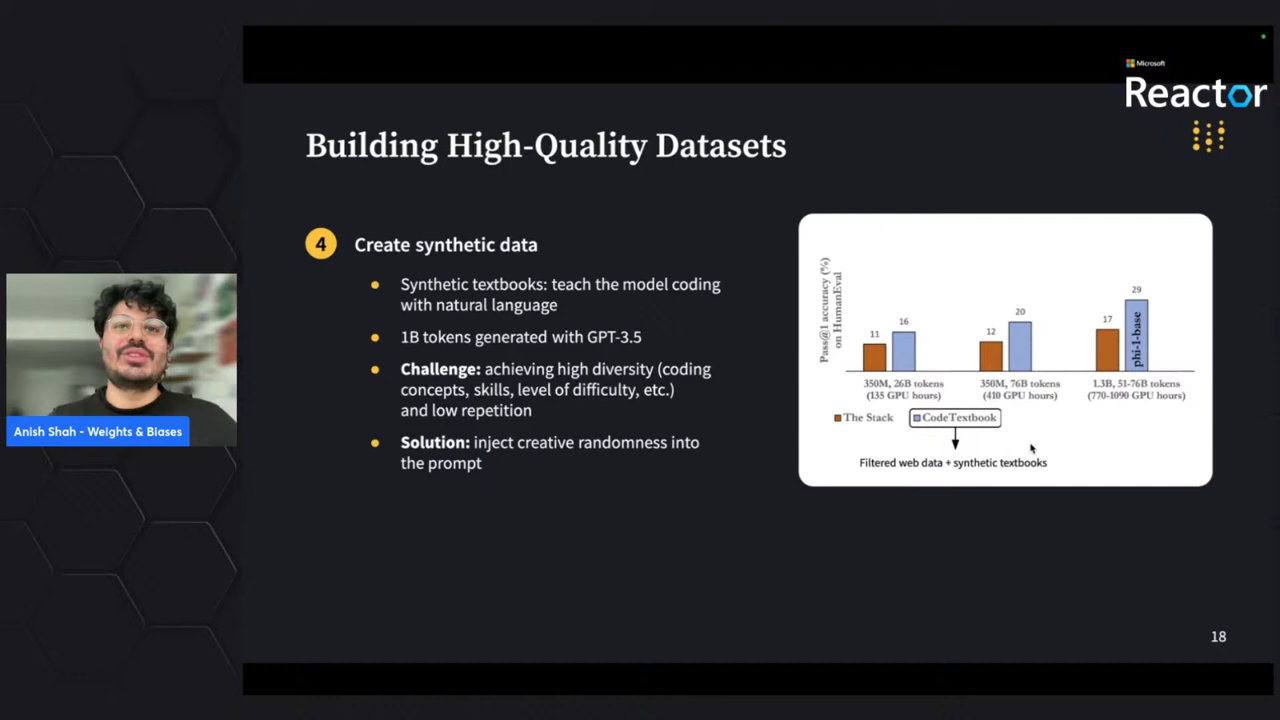 Microsoft
Reactor
Building High-Quality Datasets
4 Create synthetic data
Synthetic textbooks: teach the model coding
with natural language
1B tokens generated with GPT-3.5
Challenge: achieving high diversity (coding
concepts, skills, level of difficulty, etc.)
and low repetition
Solution: inject creative randomness into
the prompt
Pass@1 accuracy (%)
on HumanEval
11
16
12
20
17
29
phi-1-base
350M, 26B tokens
(135 GPU hours)
350M, 76B tokens
(410 GPU hours)
1.3B, 51-76B tokens
(770-1090 GPU hours)
The Stack
CodeTextbook
Filtered web data + synthetic textbooks
Anish Shah - Weights & Biases
18